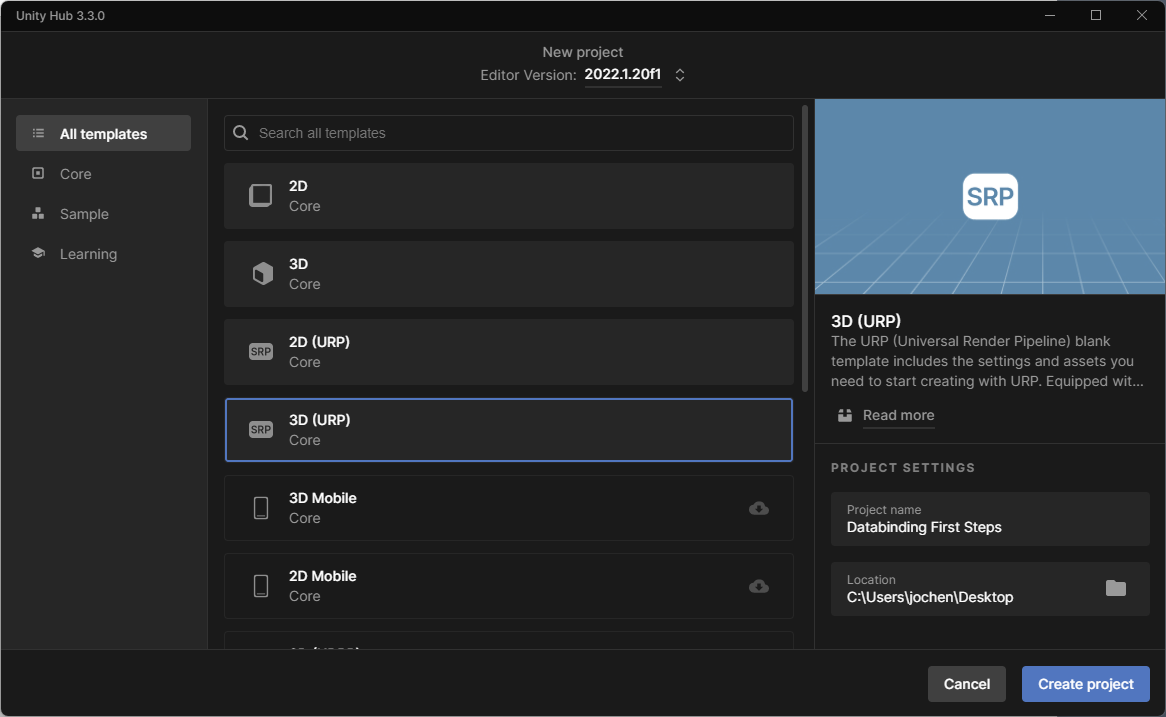 Unity Hub 3.3.0
New project
Editor Version: 2022.1.20f1
All templates
Core
Sample
Learning
Search all templates
2D
Core
3D
Core
SRP
2D (URP)
Core
SRP
3D (URP)
Core
3D Mobile
Core
2D Mobile
Core
SRP
3D (URP)
The URP (Universal Render Pipeline) blank
template includes the settings and assets you
need to start creating with URP. Equipped wit...
Read more
PROJECT SETTINGS
Project name
Databinding First Steps
Location
C:\Users\jochen\Desktop
Cancel
Create project